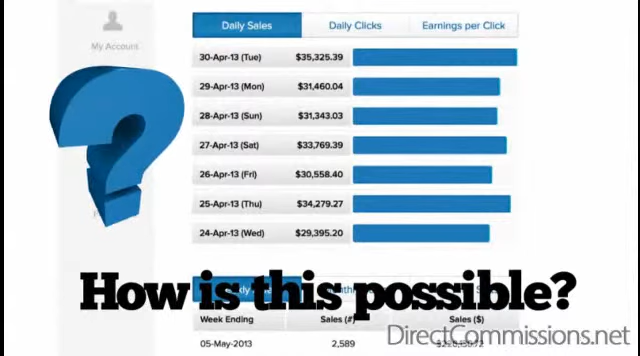 Daily Sales Daily Clicks Earnings per Click
My Account
30-Apr-13 (Tue) $35,325.39
29-Apr-13 (Mon) $31,460.04
28-Apr-13 (Sun) $31,343.03
27-Apr-13 (Sat) $33,769.39
26-Apr-13 (Fri) $30,558.40
25-Apr-13 (Thu) $34,279.27
24-Apr-13 (Wed) $29,395.20
How is this possible?
Week Ending Sales (#) Sales ($)
DirectCommissions.net
05-May-2013 2,589